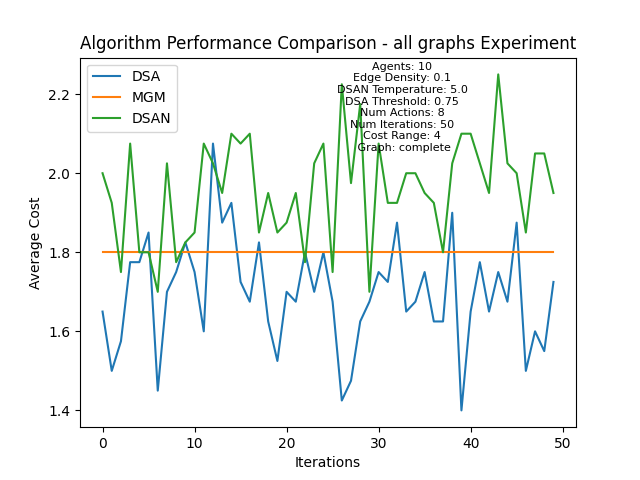 Algorithm Performance Comparison - all graphs Experiment
DSA
MGM
DSAN
Agents: 10
Edge Density: 0.1
DSAN Temperature: 5.0
DSA Threshold: 0.75
Num Actions: 8
Num Iterations: 50
Cost Range: 4
Graph: complete
Average Cost
2.2
2.0
1.8
1.6
1.4
0 10 20 30 40 50
Iterations